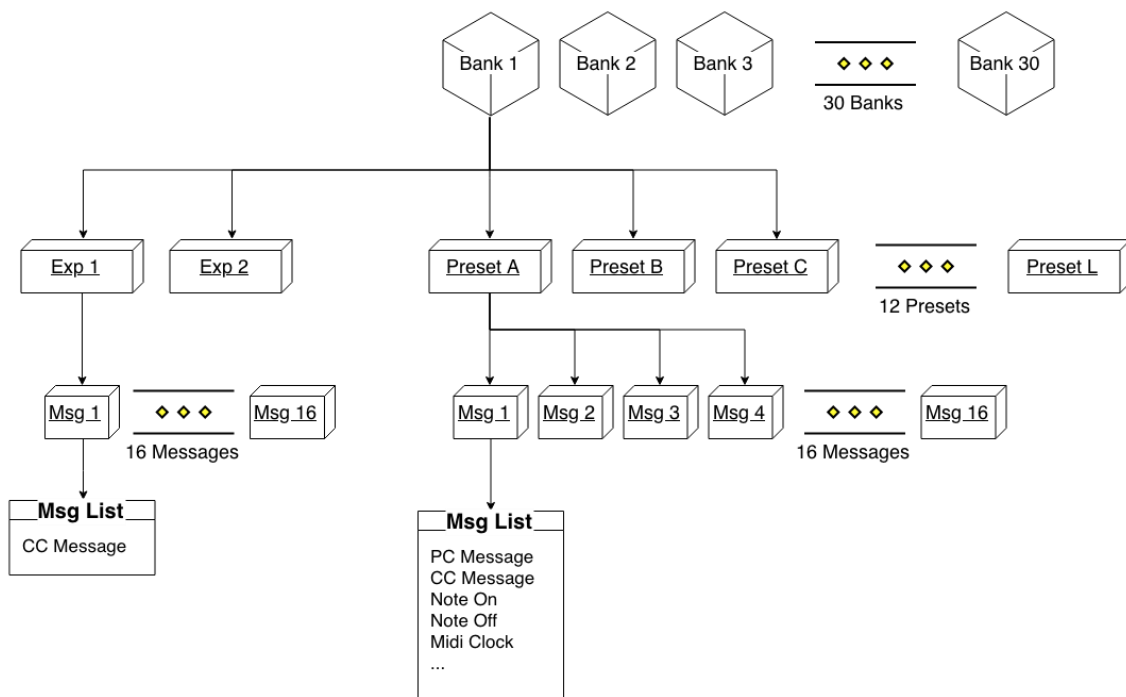 Bank 1
Bank 2
Bank 3
30 Banks
Bank 30
Exp 1
Exp 2
Preset A
Preset B
Preset C
12 Presets
Preset L
Msg 1
16 Messages
Msg 16
Msg 1
Msg 2
Msg 3
Msg 4
16 Messages
Msg 16
Msg List
CC Message
Msg List
PC Message
CC Message
Note On
Note Off
Midi Clock
...